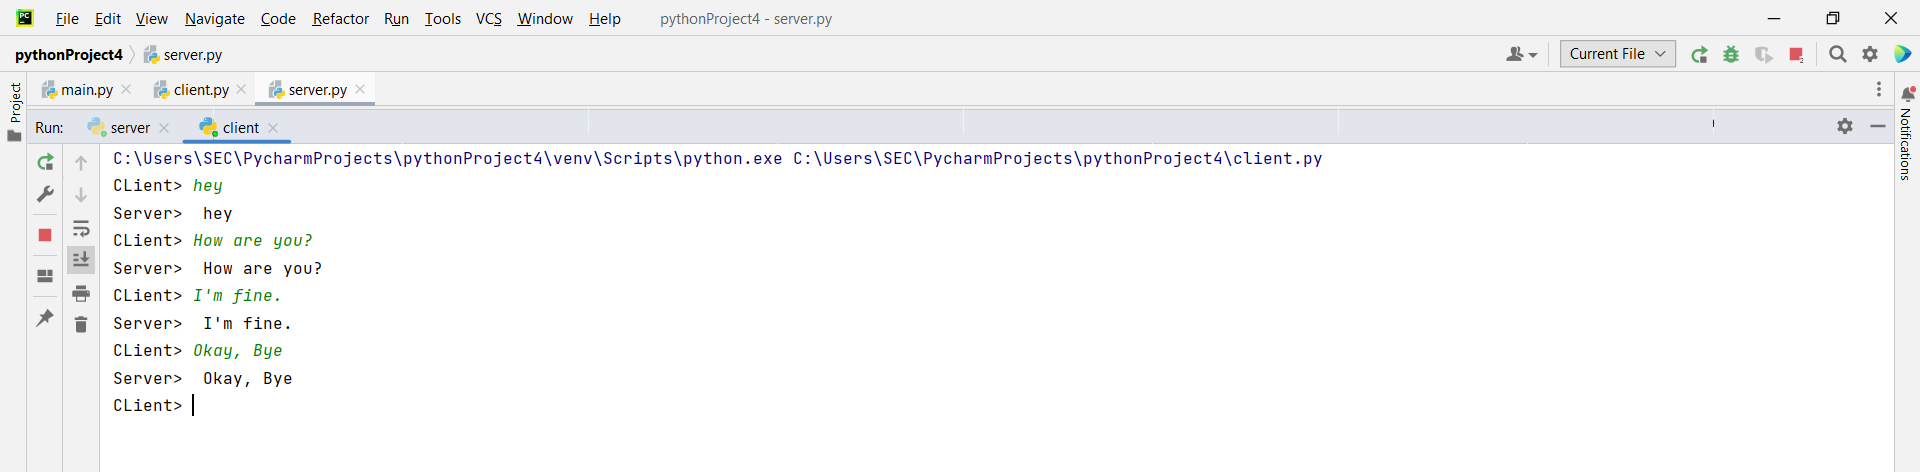 PC File Edit View Navigate Code Refactor Run Tools VCS Window Help pythonProject4 - server.py
pythonProject4 server.py Current File 2
Project
main.py client.py server.py
Run: server client
Notifications
C:\Users\SEC\PycharmProjects\pythonProject4\venv\Scripts\python.exe C:\Users\SEC\PycharmProjects\pythonProject4\client.py
CLient> hey
Server>  hey
CLient> How are you?
Server>  How are you?
CLient> I'm fine.
Server>  I'm fine.
CLient> Okay, Bye
Server>  Okay, Bye
CLient>